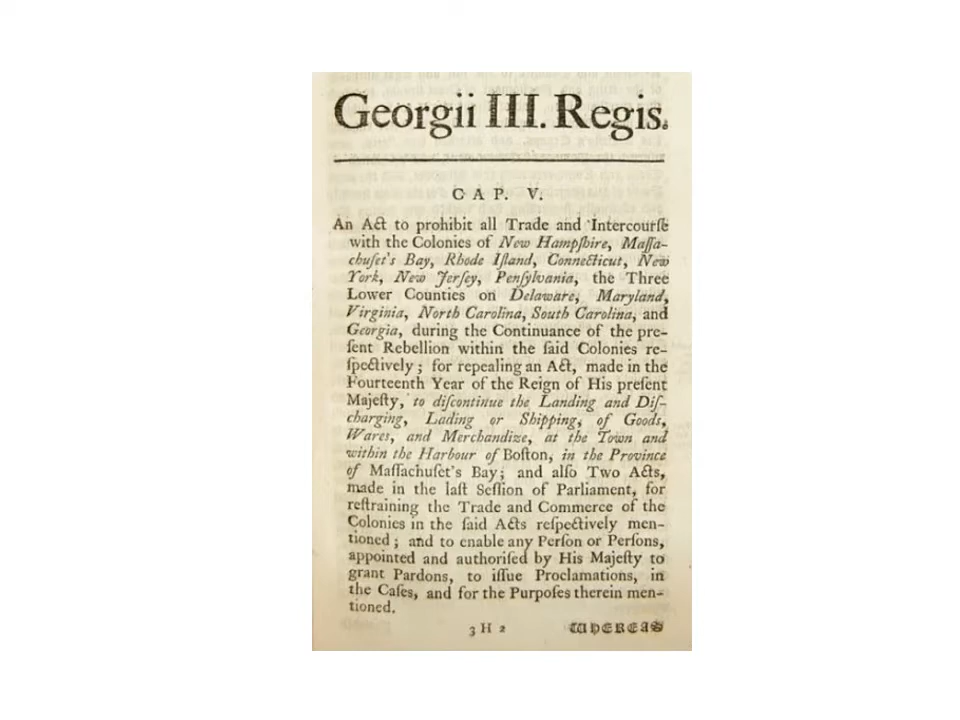 Georgii III. Regis.
CAP. V.
An Act to prohibit all Trade and Intercourſe
with the Colonies of New Hampſhire, Maſſa-
chuſet's Bay, Rhode Iſland, Connecticut, New
York, New Jerſey, Penſylvania, the Three
Lower Counties on Delaware, Maryland,
Virginia, North Carolina, South Carolina, and
Georgia, during the Continuance of the pre-
ſent Rebellion within the ſaid Colonies re-
ſpectively; for repealing an Act, made in the
Fourteenth Year of the Reign of His preſent
Majeſty, to diſcontinue the Landing and Diſ-
charging, Lading or Shipping, of Goods,
Wares, and Merchandize, at the Town and
within the Harbour of Boſton, in the Province
of Maſſachuſet's Bay; and alſo Two Acts,
made in the laſt Seſſion of Parliament, for
reſtraining the Trade and Commerce of the
Colonies in the ſaid Acts reſpectively men-
tioned; and to enable any Perſon or Perſons,
appointed and authoriſed by His Majeſty to
grant Pardons, to iſſue Proclamations, in
the Caſes, and for the Purpoſes therein men-
tioned.
3 H 2 WHEREAS